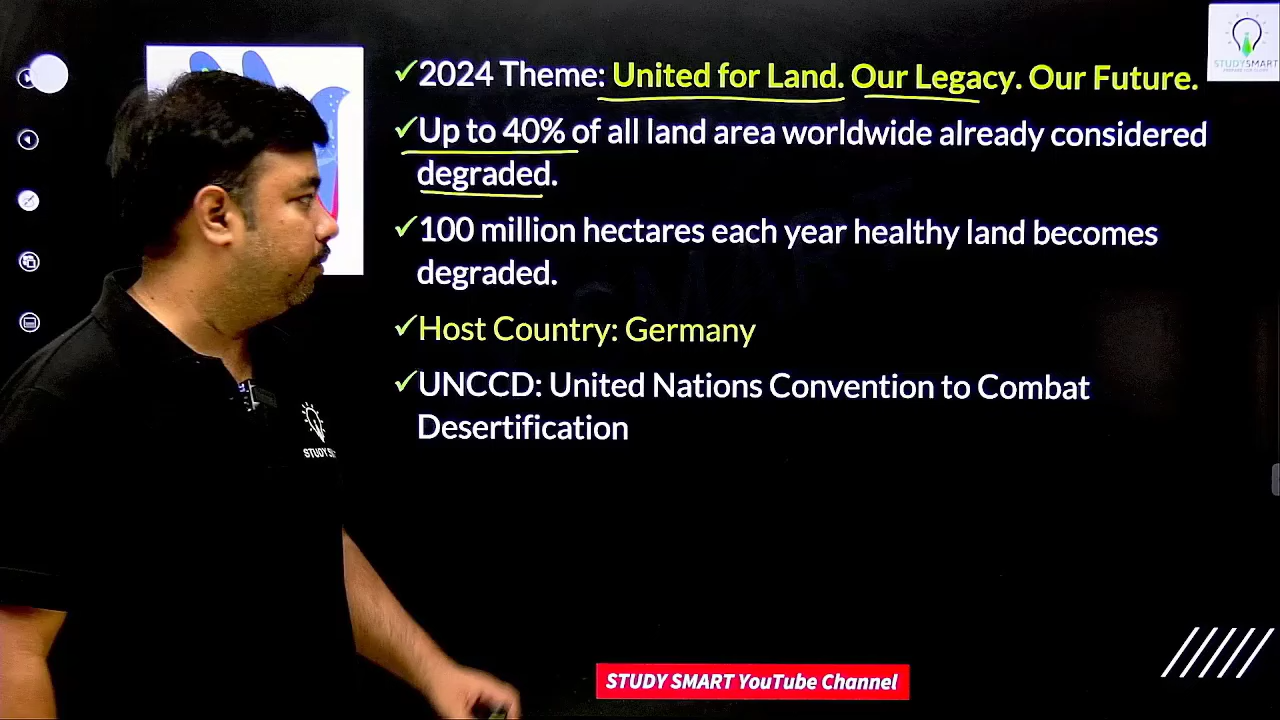 ✓2024 Theme: United for Land. Our Legacy. Our Future.
✓Up to 40% of all land area worldwide already considered
degraded.
✓100 million hectares each year healthy land becomes
degraded.
✓Host Country: Germany
✓UNCCD: United Nations Convention to Combat
Desertification
STUDYSMART
STUDY SMART YouTube Channel